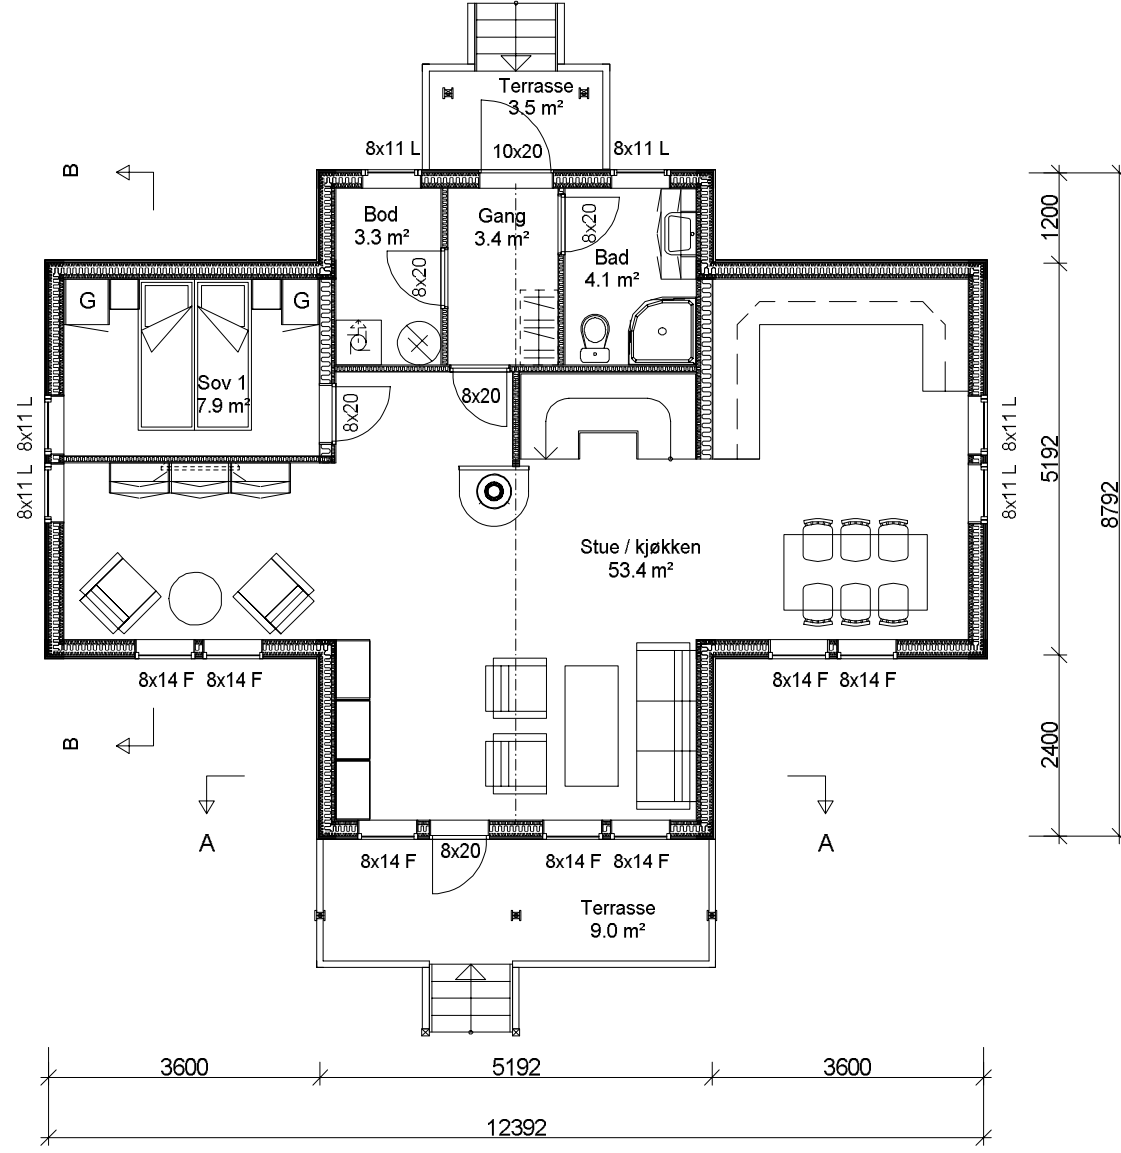 Terrasse
3.5 m²
8x11 L
10x20
8x11 L
B
Bod
3.3 m²
Gang
3.4 m²
8x20
Bad
4.1 m²
8x20
1200
G
G
Sov 1
7.9 m²
8x20
8x20
8x11 L
8x11 L
8x11 L
8x11 L
5192
8792
Stue / kjøkken
53.4 m²
8x14 F
8x14 F
8x14 F
8x14 F
B
2400
A
A
8x14 F
8x20
8x14 F
8x14 F
Terrasse
9.0 m²
3600
5192
3600
12392